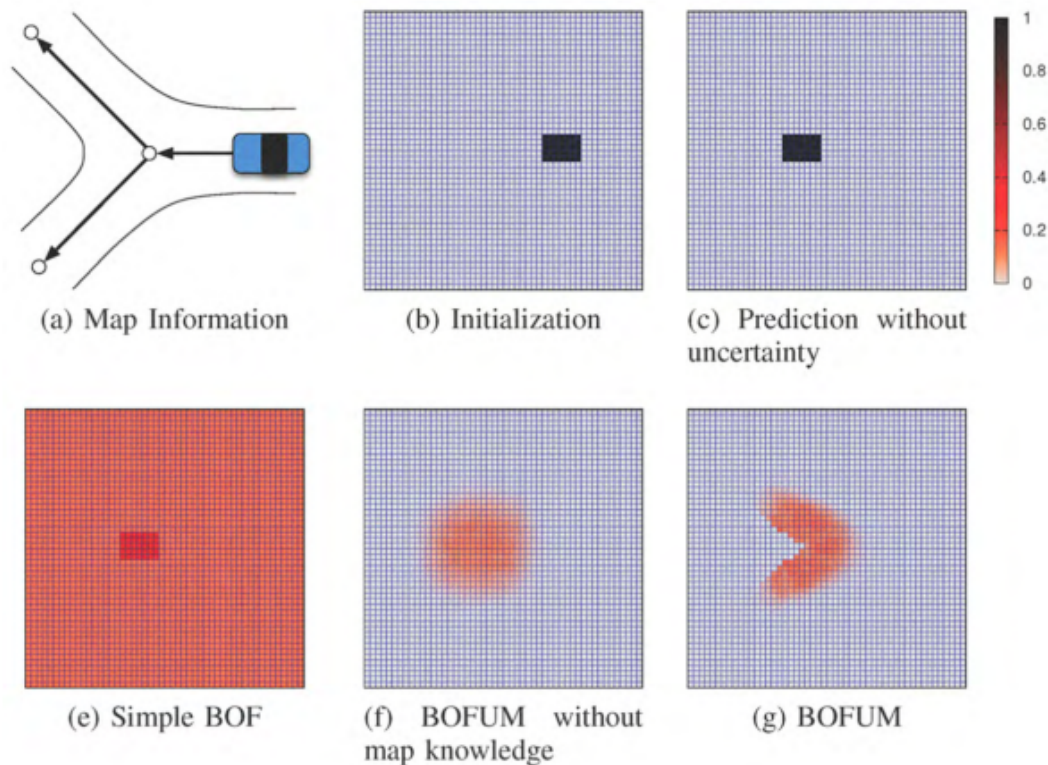 1
0.8
0.6
0.4
0.2
0
(a) Map Information
(b) Initialization
(c) Prediction without
uncertainty
(e) Simple BOF
(f) BOFUM without
map knowledge
(g) BOFUM